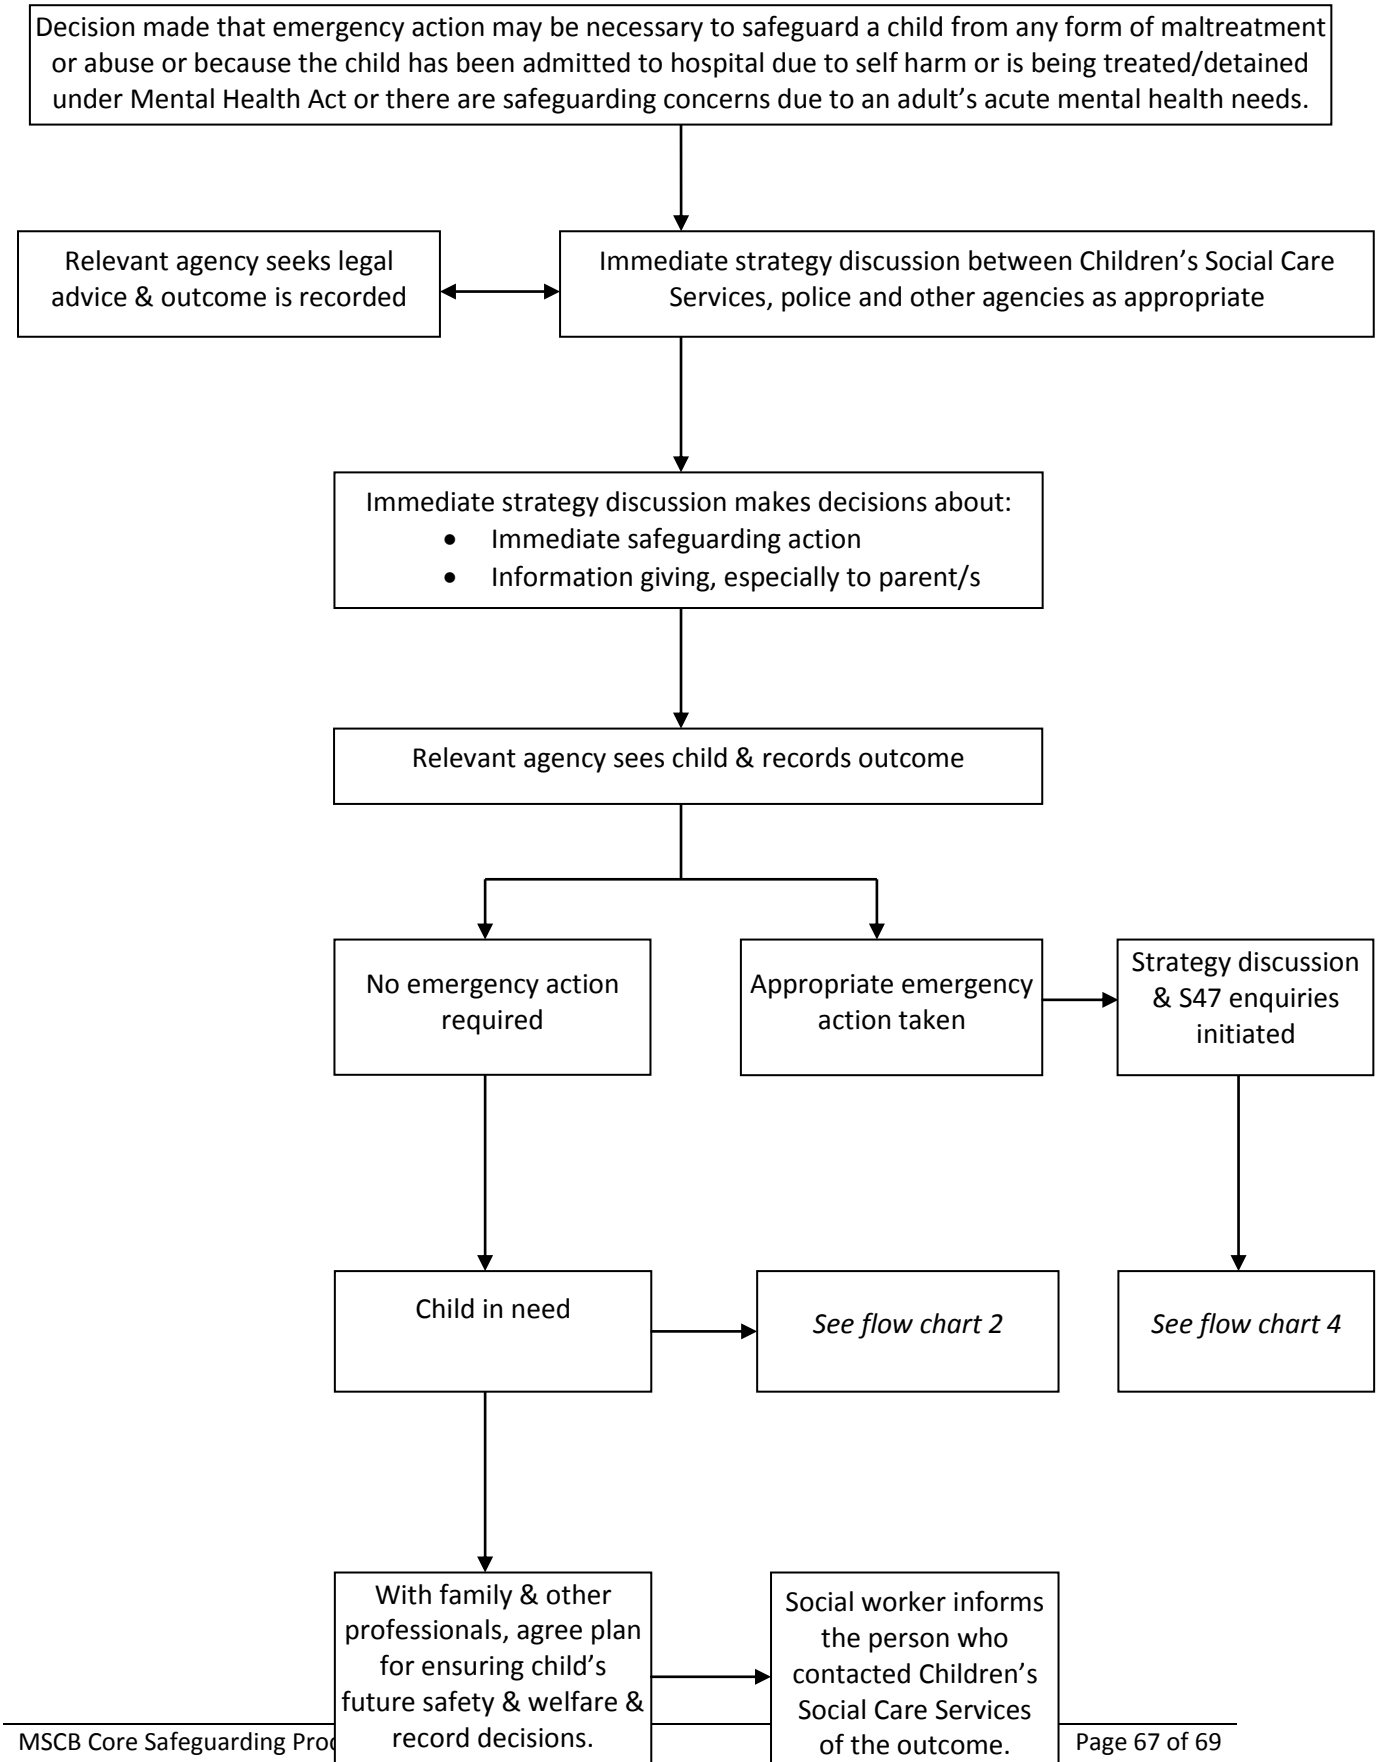 Decision made that emergency action may be necessary to safeguard a child from any form of maltreatment
or abuse or because the child has been admitted to hospital due to self harm or is being treated/detained
under Mental Health Act or there are safeguarding concerns due to an adult’s acute mental health needs.
Relevant agency seeks legal
advice & outcome is recorded
Immediate strategy discussion between Children’s Social Care
Services, police and other agencies as appropriate
Immediate strategy discussion makes decisions about:
• Immediate safeguarding action
• Information giving, especially to parent/s
Relevant agency sees child & records outcome
No emergency action
required
Appropriate emergency
action taken
Strategy discussion
& S47 enquiries
initiated
Child in need
See flow chart 2
See flow chart 4
With family & other
professionals, agree plan
for ensuring child’s
future safety & welfare &
record decisions.
Social worker informs
the person who
contacted Children’s
Social Care Services
of the outcome.
MSCB Core Safeguarding
Page 67 of 69